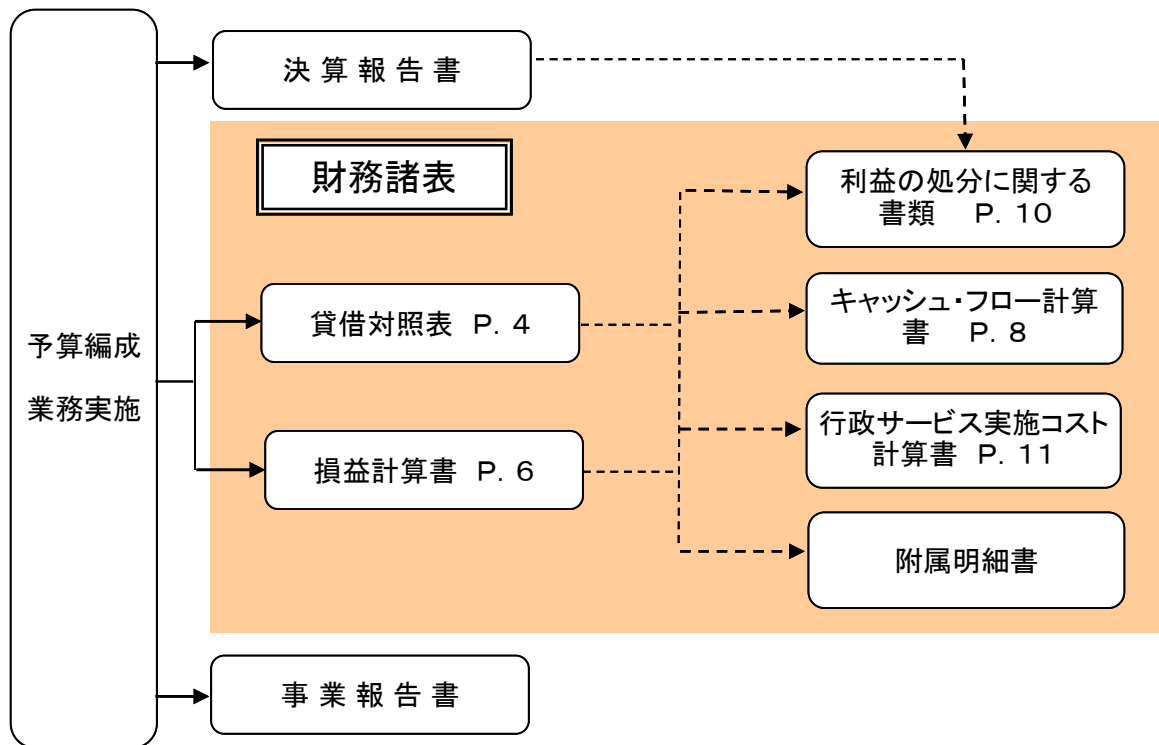 予算編成
業務実施
決算報告書
財務諸表
貸借対照表 P. 4
損益計算書 P. 6
利益の処分に関する
書類 P. 10
キャッシュ・フロー計算
書 P. 8
行政サービス実施コスト
計算書 P. 11
附属明細書
事業報告書